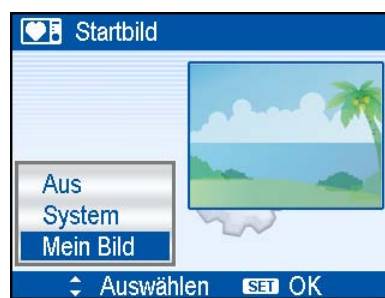 Startbild
Aus
System
Mein Bild
Auswählen SET OK